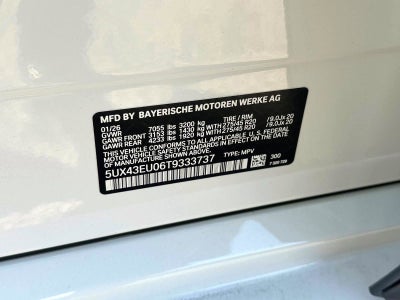 MFD BY BAYERISCHE MOTOREN WERKE AG
01/26 TIRE / RIM
GVWR 7055 lbs 3200 kg
GAWR FRONT 3153 lbs 1430 kg WITH 275/45 R20 / 9.0Jx 20
GAWR REAR 4233 lbs 1920 kg WITH 275/45 R20 / 9.0Jx 20
THIS VEHICLE CONFORMS TO ALL APPLICABLE U.S. FEDERAL
MOTOR VEHICLE SAFETY STANDARDS IN EFFECT ON THE DATE OF
MANUFACTURE SHOWN ABOVE.
5UX43EU06T9333737 TYPE: MPV 300